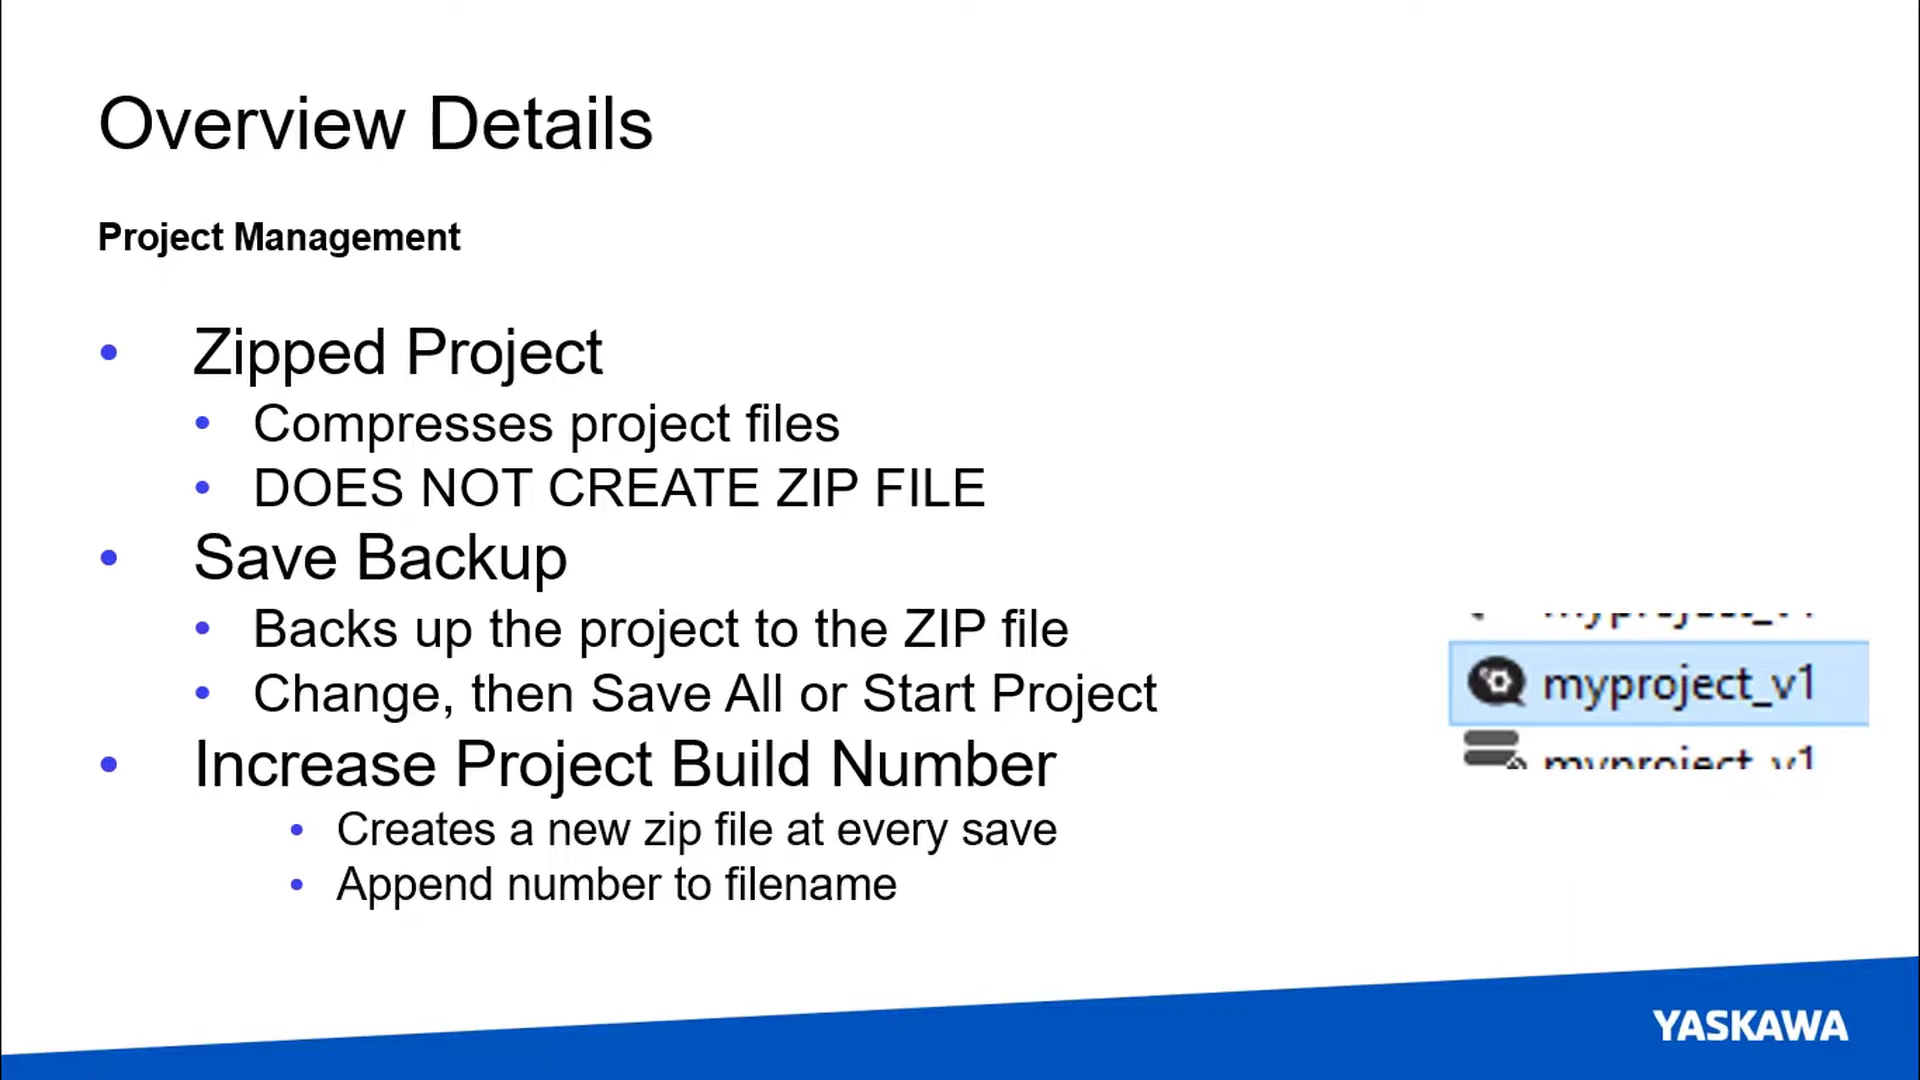 Overview Details
Project Management
• Zipped Project
• Compresses project files
• DOES NOT CREATE ZIP FILE
• Save Backup
• Backs up the project to the ZIP file
• Change, then Save All or Start Project
• Increase Project Build Number
• Creates a new zip file at every save
• Append number to filename
myproject_v1
myproject_v1
myproject_v1
YASKAWA